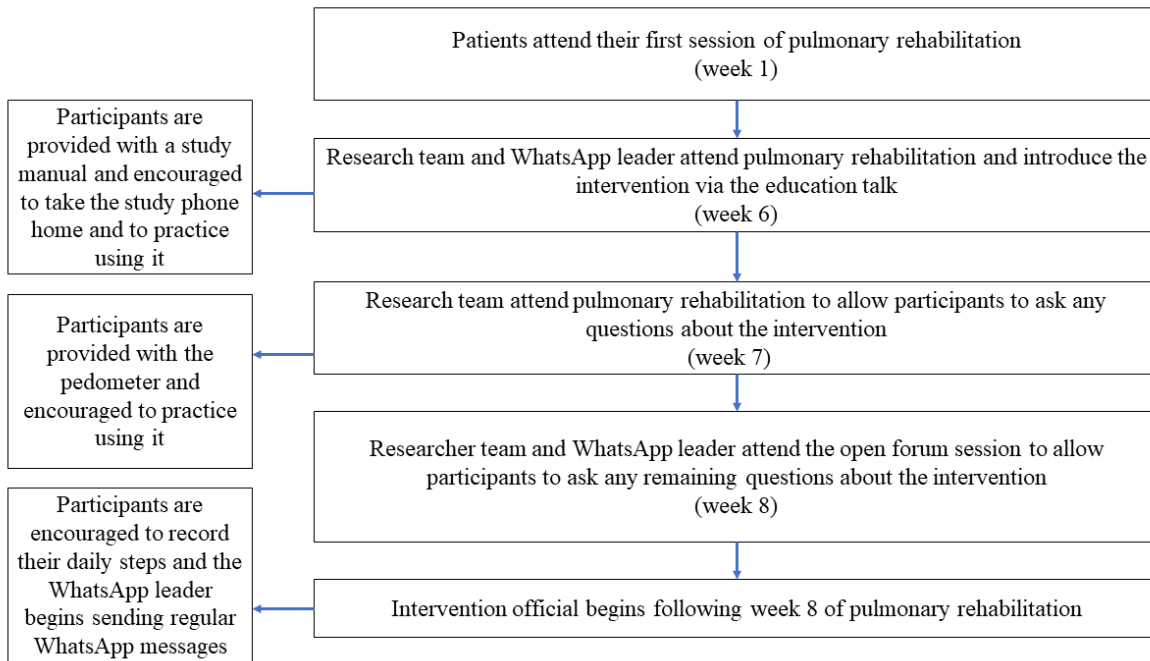 Patients attend their first session of pulmonary rehabilitation
(week 1)
Participants are
provided with a study
manual and encouraged
to take the study phone
home and to practice
using it
Research team and WhatsApp leader attend pulmonary rehabilitation and introduce the
intervention via the education talk
(week 6)
Research team attend pulmonary rehabilitation to allow participants to ask any
questions about the intervention
(week 7)
Participants are
provided with the
pedometer and
encouraged to practice
using it
Researcher team and WhatsApp leader attend the open forum session to allow
participants to ask any remaining questions about the intervention
(week 8)
Participants are
encouraged to record
their daily steps and the
WhatsApp leader
begins sending regular
WhatsApp messages
Intervention official begins following week 8 of pulmonary rehabilitation